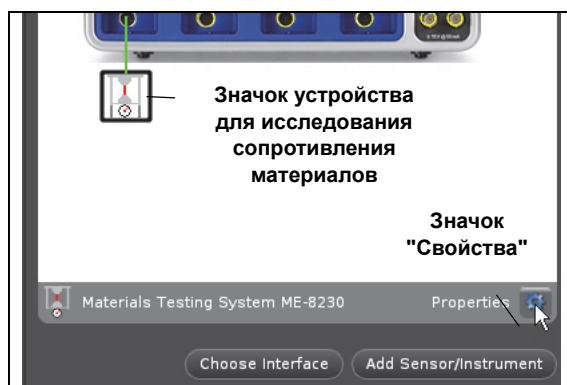 Значок устройства
для исследования
сопротивления
материалов
Значок
"Свойства"
Materials Testing System ME-8230 Properties
Choose Interface Add Sensor/Instrument